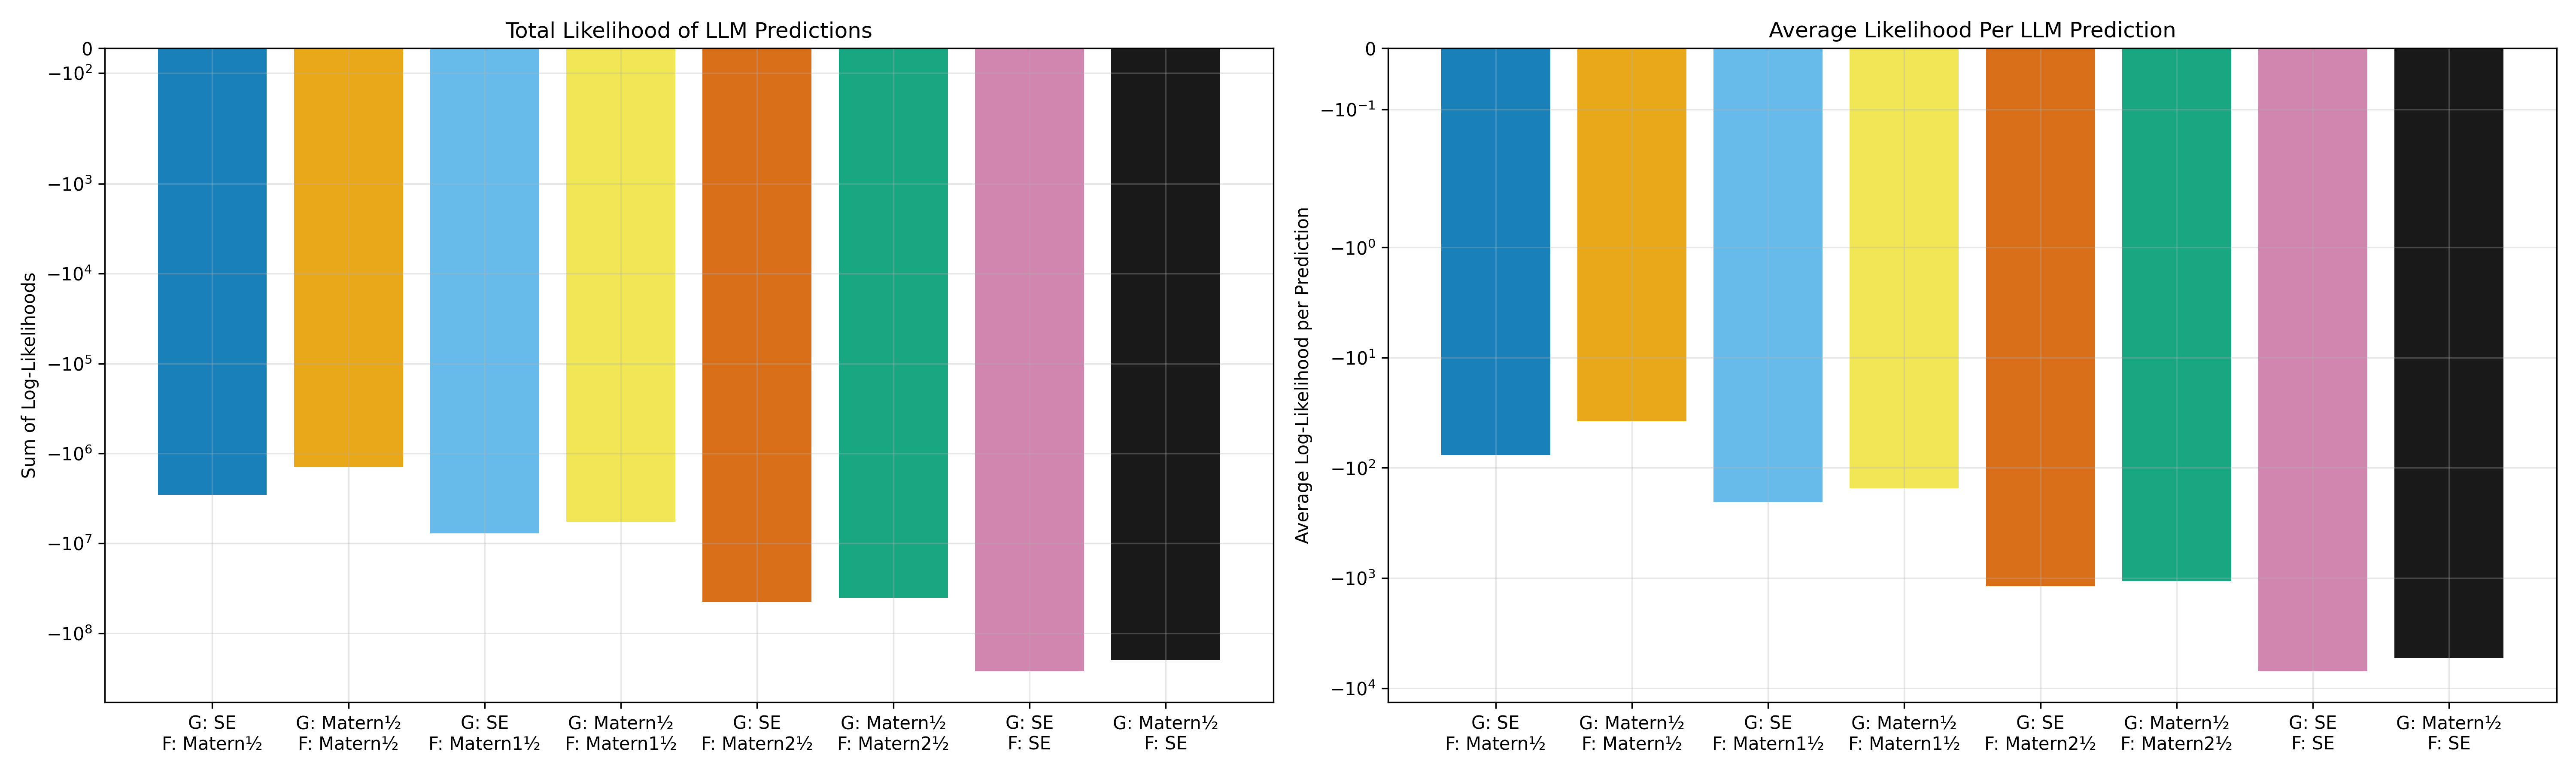 Total Likelihood of LLM Predictions
Sum of Log-Likelihoods
0
−10²
−10³
−10⁴
−10⁵
−10⁶
−10⁷
−10⁸
G: SE
F: Matern½
G: Matern½
F: Matern½
G: SE
F: Matern1½
G: Matern½
F: Matern1½
G: SE
F: Matern2½
G: Matern½
F: Matern2½
G: SE
F: SE
G: Matern½
F: SE
Average Likelihood Per LLM Prediction
Average Log-Likelihood per Prediction
0
−10⁻¹
−10⁰
−10¹
−10²
−10³
−10⁴
G: SE
F: Matern½
G: Matern½
F: Matern½
G: SE
F: Matern1½
G: Matern½
F: Matern1½
G: SE
F: Matern2½
G: Matern½
F: Matern2½
G: SE
F: SE
G: Matern½
F: SE